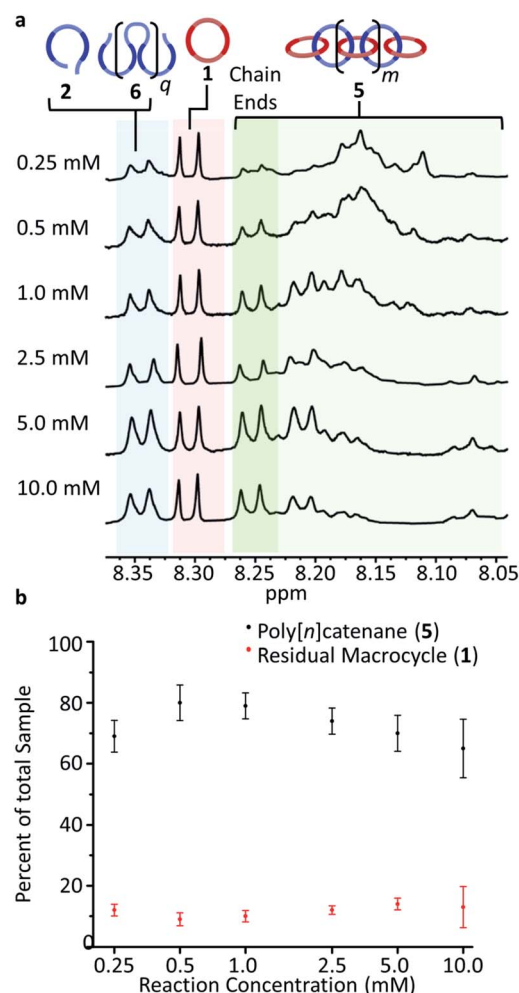 a
2
6
q
1
Chain
Ends
5
m
0.25 mM
0.5 mM
1.0 mM
2.5 mM
5.0 mM
10.0 mM
8.35 8.30 8.25 8.20 8.15 8.10 8.05
ppm
b
Poly[n]catenane (5)
Residual Macrocycle (1)
Percent of total Sample
100
80
60
40
20
0
0.25 0.5 1.0 2.5 5.0 10.0
Reaction Concentration (mM)